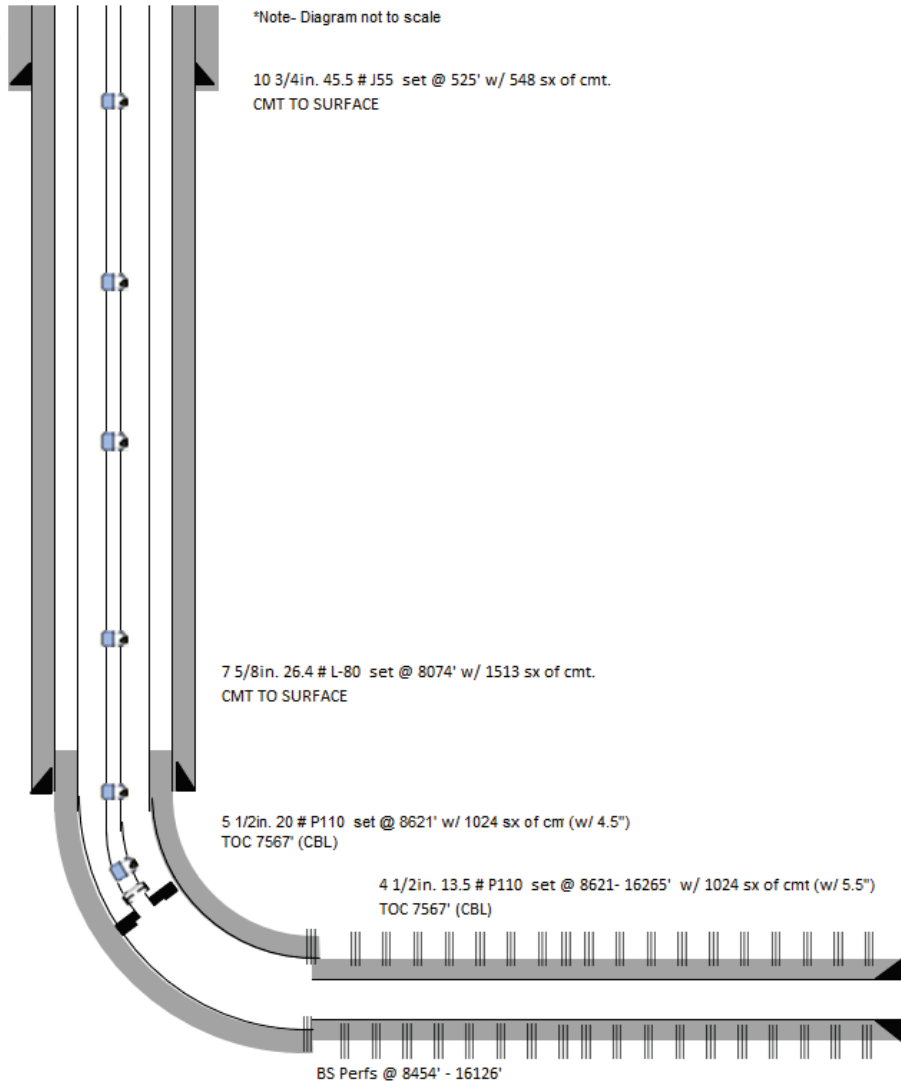 *Note- Diagram not to scale
10 3/4in. 45.5 # J55 set @ 525' w/ 548 sx of cmt.
CMT TO SURFACE
7 5/8in. 26.4 # L-80 set @ 8074' w/ 1513 sx of cmt.
CMT TO SURFACE
5 1/2in. 20 # P110 set @ 8621' w/ 1024 sx of cm (w/ 4.5")
TOC 7567' (CBL)
4 1/2in. 13.5 # P110 set @ 8621- 16265' w/ 1024 sx of cmt (w/ 5.5")
TOC 7567' (CBL)
BS Perfs @ 8454' - 16126'